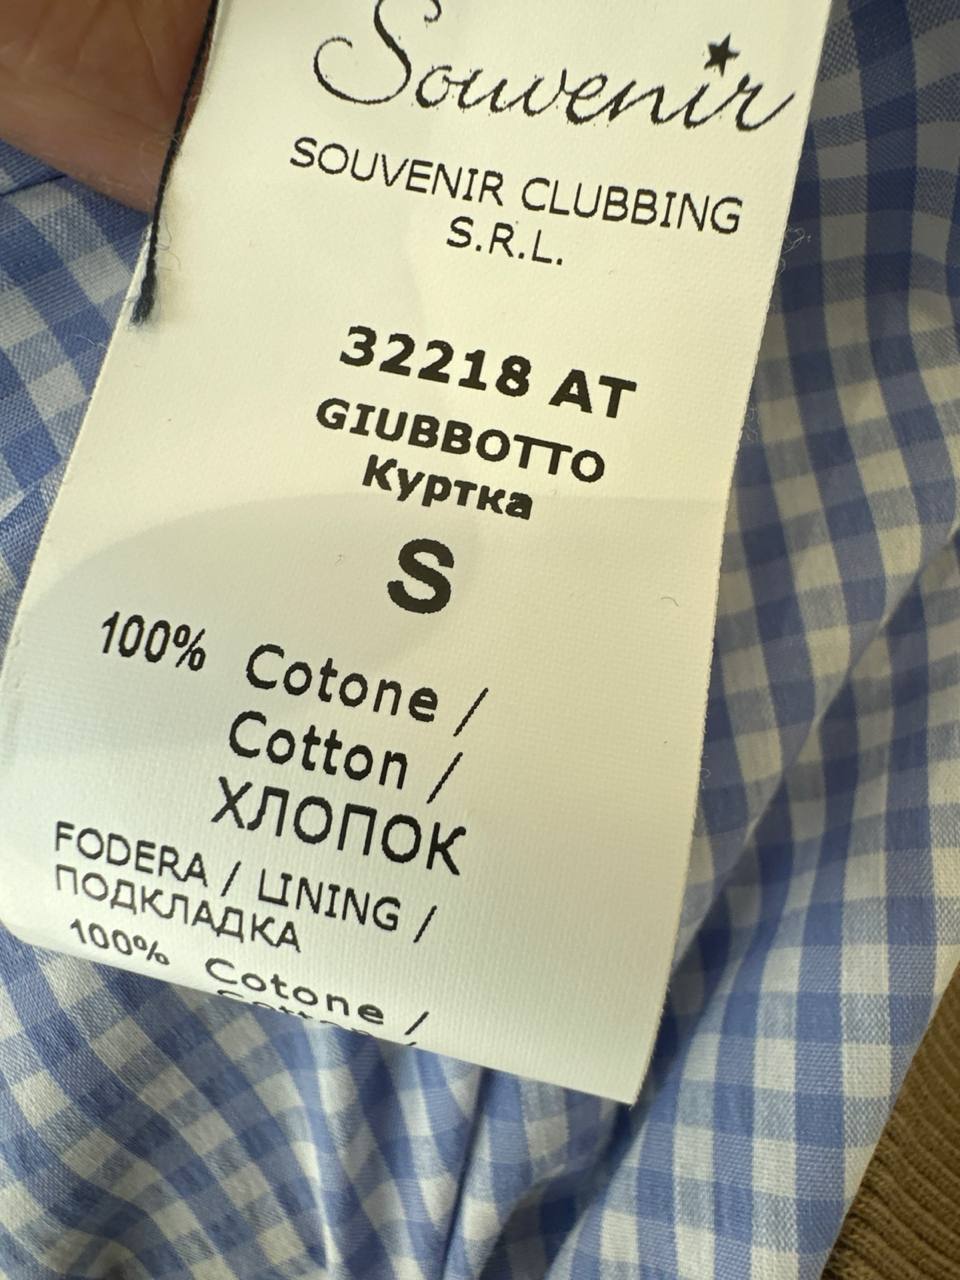 Souvenir
SOUVENIR CLUBBING
S.R.L.
32218 AT
GIUBBOTTO
Куртка
S
100% Cotone /
Cotton /
ХЛОПОК
FODERA / LINING /
ПОДКЛАДКА
100% Cotone /